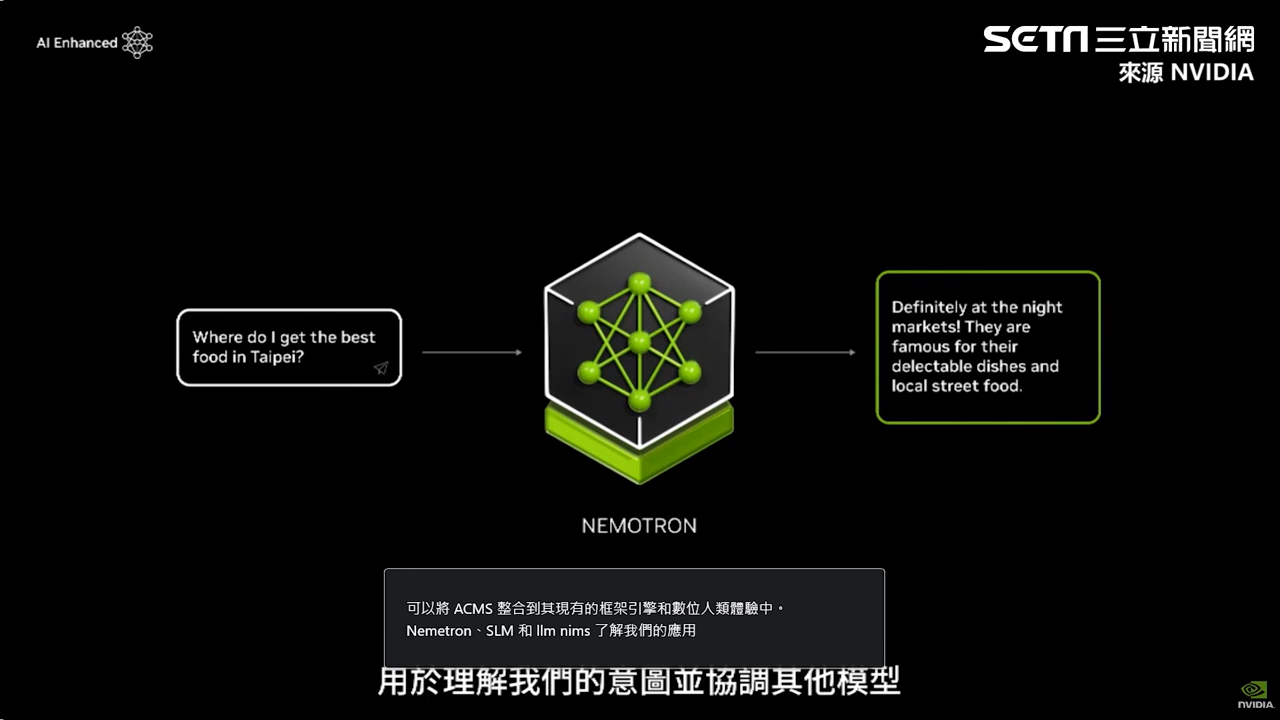 AI Enhanced
SETN 三立新聞網
來源 NVIDIA
Where do I get the best
food in Taipei?
Definitely at the night
markets! They are
famous for their
delectable dishes and
local street food.
NEMOTRON
可以將 ACMS 整合到其現有的框架引擎和數位人類體驗中。
Nemetron、SLM 和 llm nims 了解我們的應用
用於理解我們的意圖並協調其他模型
NVIDIA